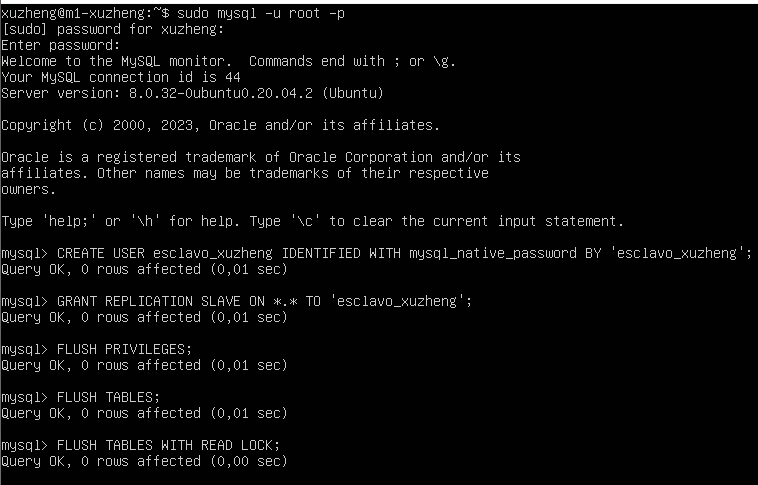 xuzheng@m1-xuzheng:~$ sudo mysql -u root -p
[sudo] password for xuzheng:
Enter password:
Welcome to the MySQL monitor.  Commands end with ; or \g.
Your MySQL connection id is 44
Server version: 8.0.32-0ubuntu0.20.04.2 (Ubuntu)
Copyright (c) 2000, 2023, Oracle and/or its affiliates.
Oracle is a registered trademark of Oracle Corporation and/or its
affiliates. Other names may be trademarks of their respective
owners.
Type 'help;' or '\h' for help. Type '\c' to clear the current input statement.
mysql> CREATE USER esclavo_xuzheng IDENTIFIED WITH mysql_native_password BY 'esclavo_xuzheng';
Query OK, 0 rows affected (0,01 sec)
mysql> GRANT REPLICATION SLAVE ON *.* TO 'esclavo_xuzheng';
Query OK, 0 rows affected (0,01 sec)
mysql> FLUSH PRIVILEGES;
Query OK, 0 rows affected (0,01 sec)
mysql> FLUSH TABLES;
Query OK, 0 rows affected (0,01 sec)
mysql> FLUSH TABLES WITH READ LOCK;
Query OK, 0 rows affected (0,00 sec)